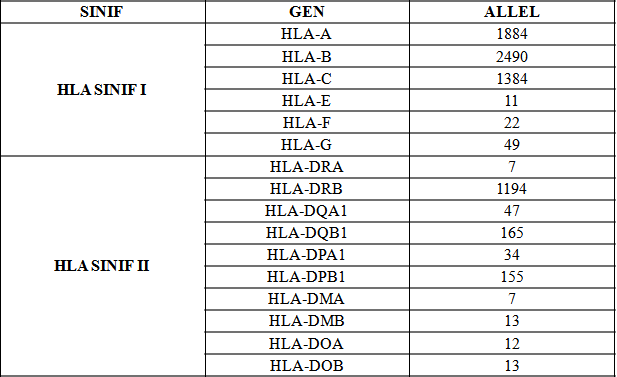 SINIF GEN ALLEL
HLA-A 1884
HLA-B 2490
HLA-C 1384
HLA SINIF I
HLA-E 11
HLA-F 22
HLA-G 49
HLA-DRA 7
HLA-DRB 1194
HLA-DQA1 47
HLA-DQB1 165
HLA-DPA1 34
HLA SINIF II
HLA-DPB1 155
HLA-DMA 7
HLA-DMB 13
HLA-DOA 12
HLA-DOB 13